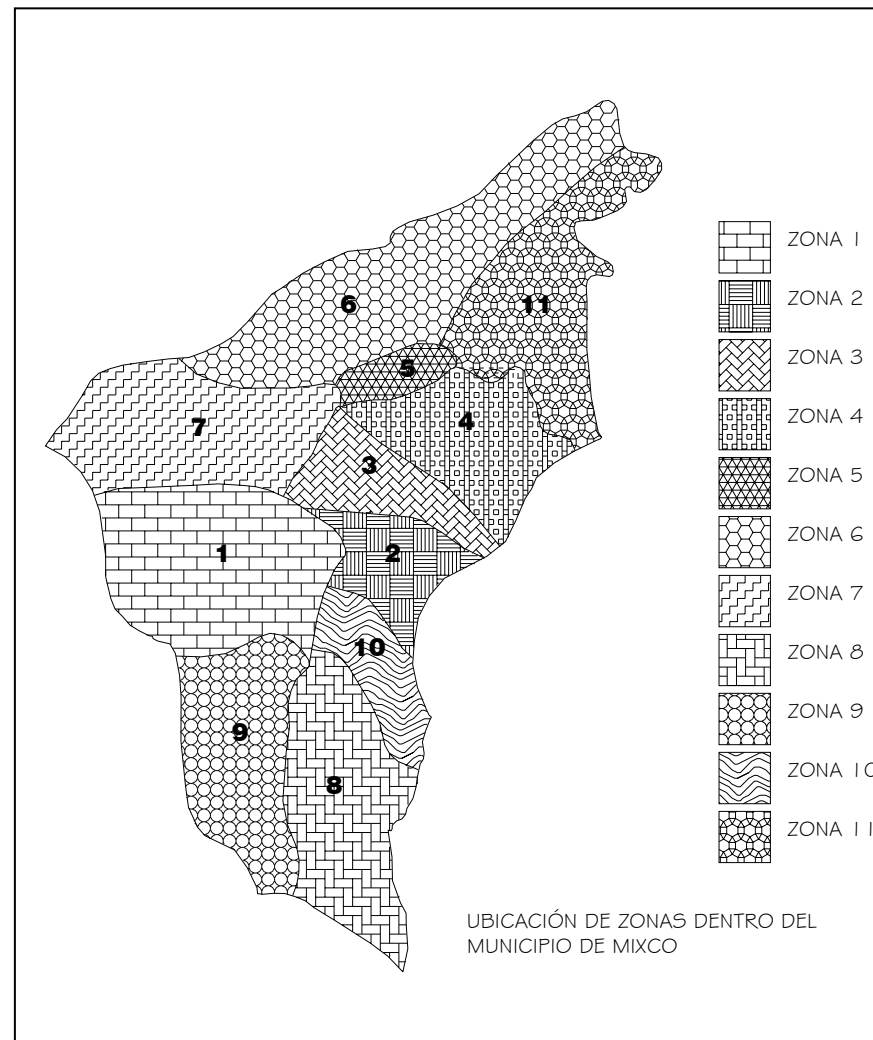 6
11
5
7
4
3
1
2
10
9
8
ZONA 1
ZONA 2
ZONA 3
ZONA 4
ZONA 5
ZONA 6
ZONA 7
ZONA 8
ZONA 9
ZONA 10
ZONA 11
UBICACIÓN DE ZONAS DENTRO DEL
MUNICIPIO DE MIXCO